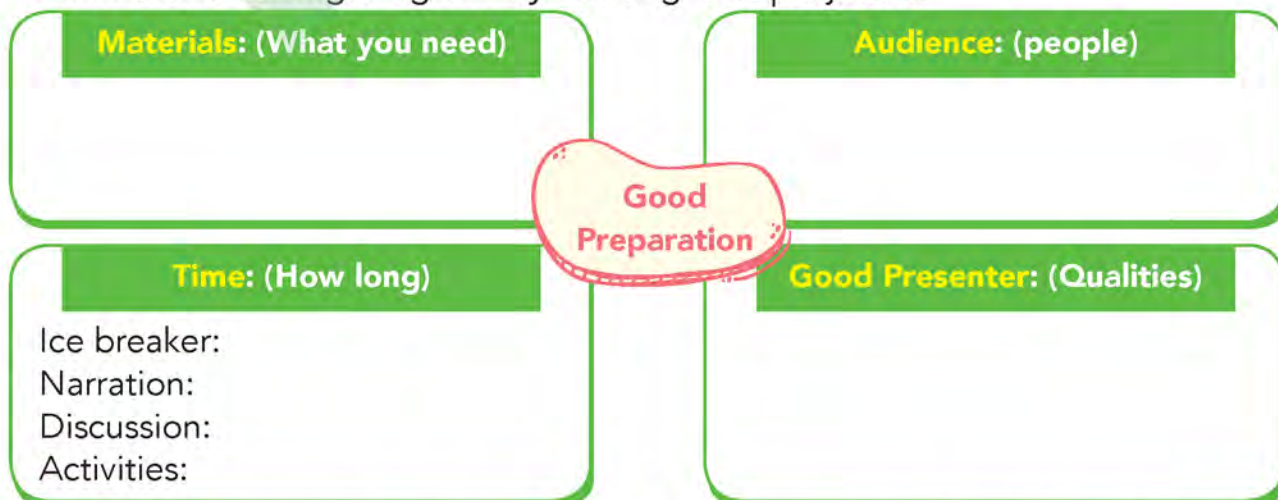 Materials: (What you need)
Audience: (people)
Good
Preparation
Time: (How long)
Ice breaker:
Narration:
Discussion:
Activities:
Good Presenter: (Qualities)